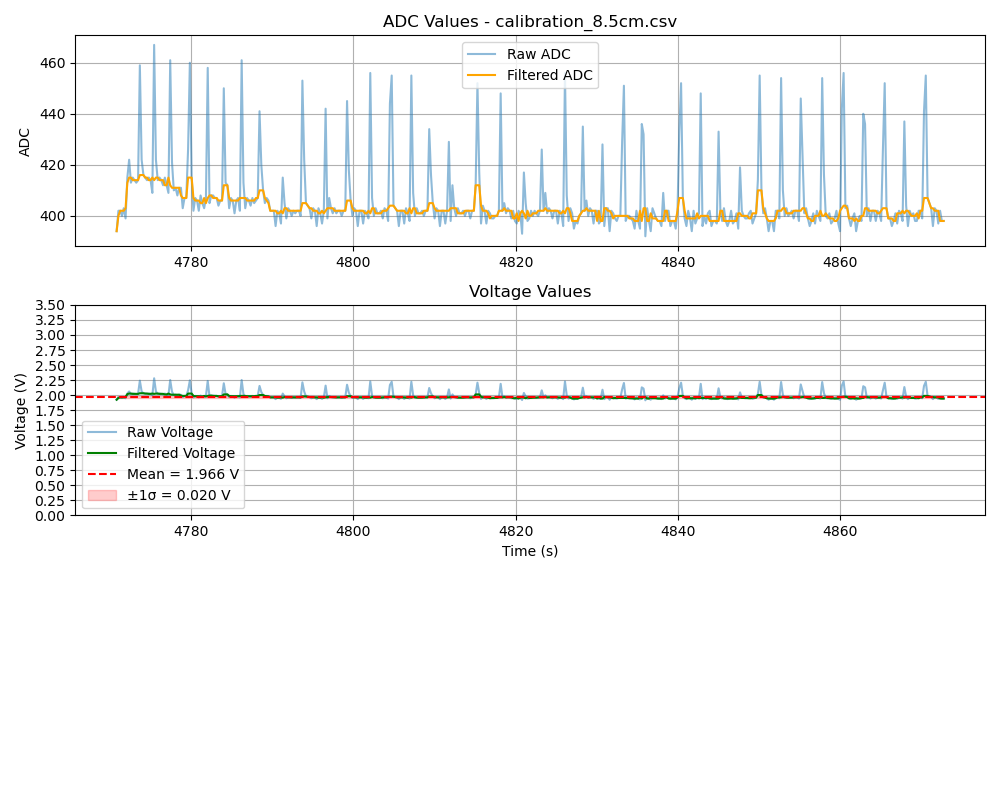 ADC Values - calibration_8.5cm.csv
ADC
460
440
420
400
Raw ADC
Filtered ADC
4780 4800 4820 4840 4860
Voltage Values
Voltage (V)
3.50
3.25
3.00
2.75
2.50
2.25
2.00
1.75
1.50
1.25
1.00
0.75
0.50
0.25
0.00
Raw Voltage
Filtered Voltage
Mean = 1.966 V
±1σ = 0.020 V
4780 4800 4820 4840 4860
Time (s)